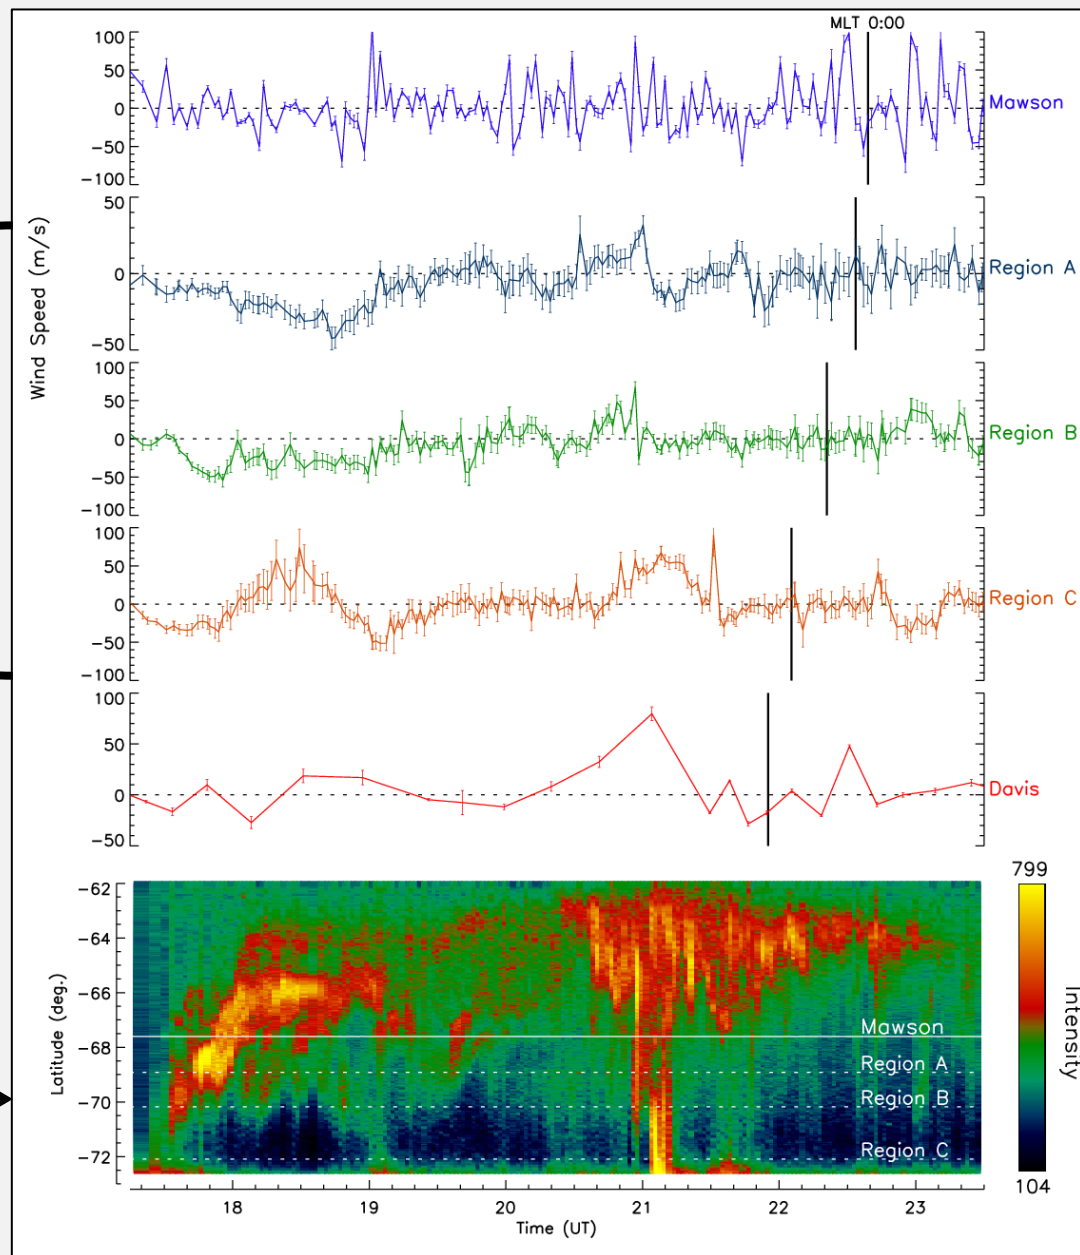 MLT 0:00
100
50
0
−50
−100
Mawson
50
0
−50
Region A
Wind Speed (m/s)
100
50
0
−50
−100
Region B
100
50
0
−50
−100
Region C
100
50
0
−50
Davis
−62
−64
−66
−68
−70
−72
Latitude (deg.)
Mawson
Region A
Region B
Region C
799
104
Intensity
18 19 20 21 22 23
Time (UT)